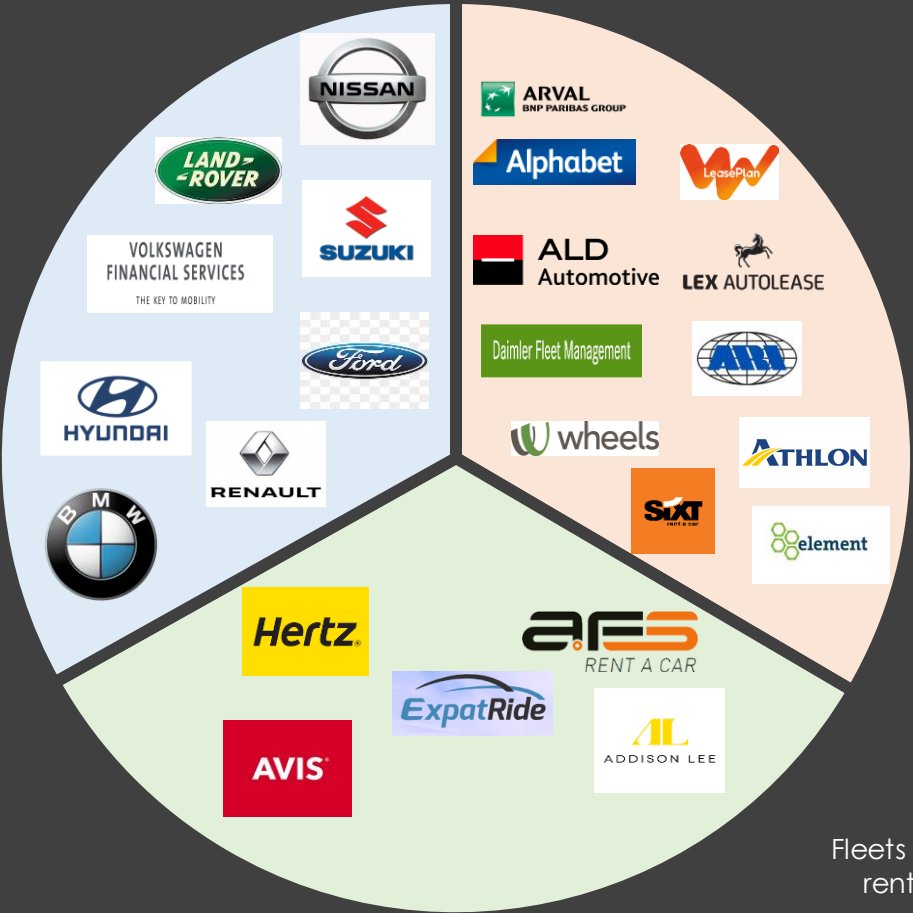 NISSAN
LAND-
-ROVER
SUZUKI
VOLKSWAGEN
FINANCIAL SERVICES
THE KEY TO MOBILITY
Ford
HYUNDAI
RENAULT
BMW
ARVAL
BNP PARIBAS GROUP
Alphabet
LeasePlan
ALD
Automotive
LEX AUTOLEASE
Daimler Fleet Management
ARI
wheels
ATHLON
SiXT
rent a car
element
Hertz
aFS
RENT A CAR
ExpatRide
AL
ADDISON LEE
AVIS
Fleets
rent